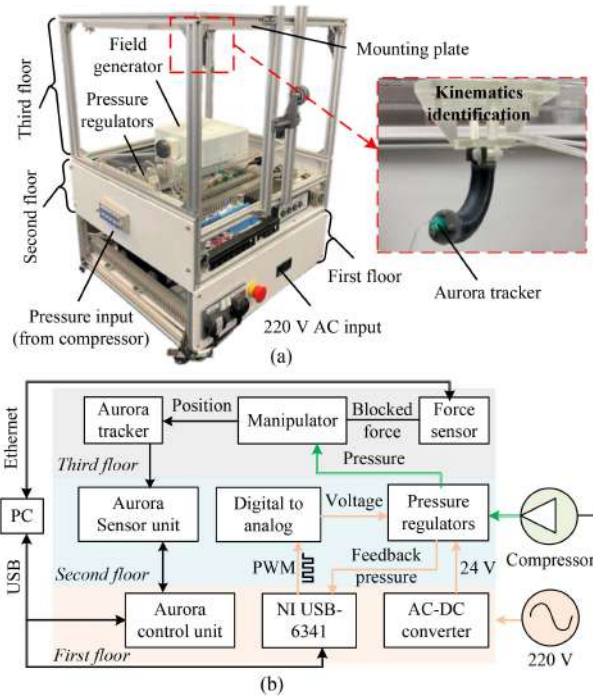 Third floor
Field
generator
Pressure
regulators
Mounting plate
Kinematics
identification
Second floor
First floor
Aurora tracker
Pressure input
(from compressor)
220 V AC input
(a)
(b)
Ethernet
PC
USB
Aurora
tracker
Position
Manipulator
Blocked
force
Force
sensor
Third floor
Pressure
Aurora
Sensor unit
Digital to
analog
Voltage
Pressure
regulators
Compressor
Second floor
PWM
Feedback
pressure
24 V
Aurora
control unit
NI USB-
6341
AC-DC
converter
First floor
220 V